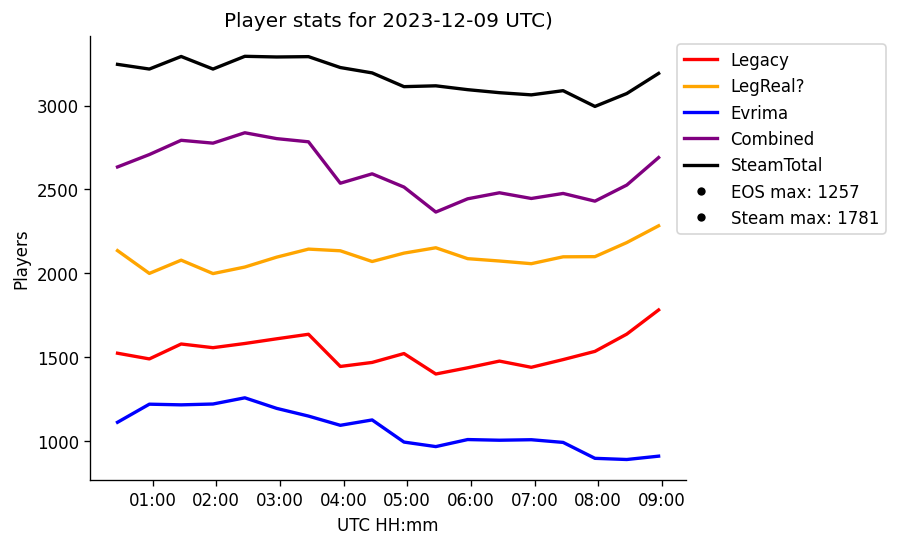 Player stats for 2023-12-09 UTC)
Legacy
LegReal?
Evrima
Combined
SteamTotal
EOS max: 1257
Steam max: 1781
Players
3000
2500
2000
1500
1000
01:00 02:00 03:00 04:00 05:00 06:00 07:00 08:00 09:00
UTC HH:mm